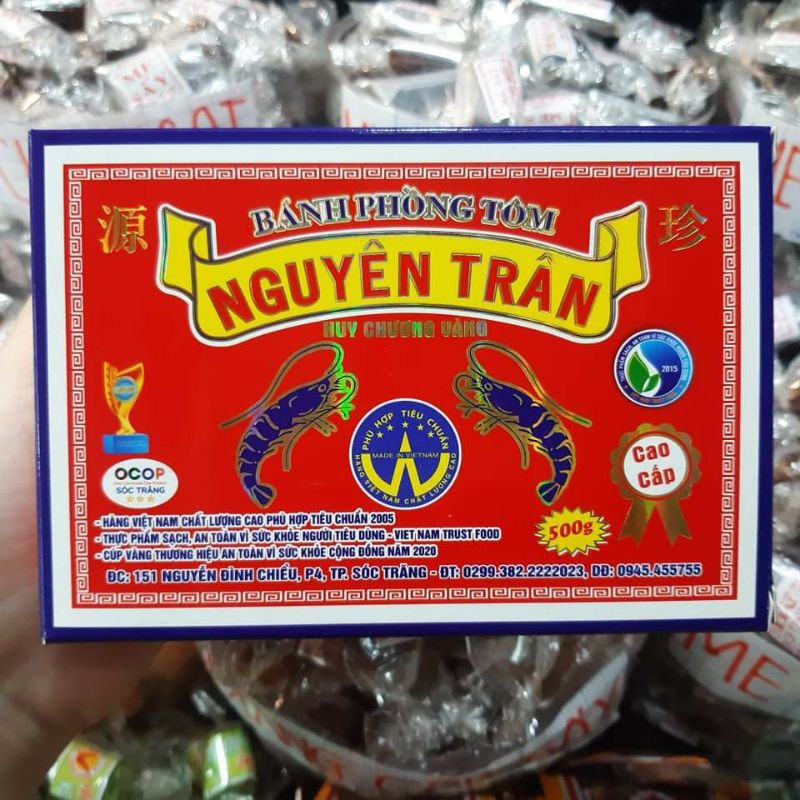 源
珍
BÁNH PHỒNG TÔM
NGUYÊN TRÂN
HUY CHƯƠNG VÀNG
2015
PHÙ HỢP TIÊU CHUẨN
MADE IN VIETNAM
HÀNG VIỆT NAM CHẤT LƯỢNG CAO
Cao
Cấp
OCOP
SÓC TRĂNG
500g
- HÀNG VIỆT NAM CHẤT LƯỢNG CAO PHÙ HỢP TIÊU CHUẨN 2005
- THỰC PHẨM SẠCH, AN TOÀN VÌ SỨC KHỎE NGƯỜI TIÊU DÙNG - VIET NAM TRUST FOOD
- CÚP VÀNG THƯƠNG HIỆU AN TOÀN VÌ SỨC KHỎE CỘNG ĐỒNG NĂM 2020
ĐC: 151 NGUYỄN ĐÌNH CHIỂU, P4, TP. SÓC TRĂNG - ĐT: 0299.382.2222023, DĐ: 0945.455755